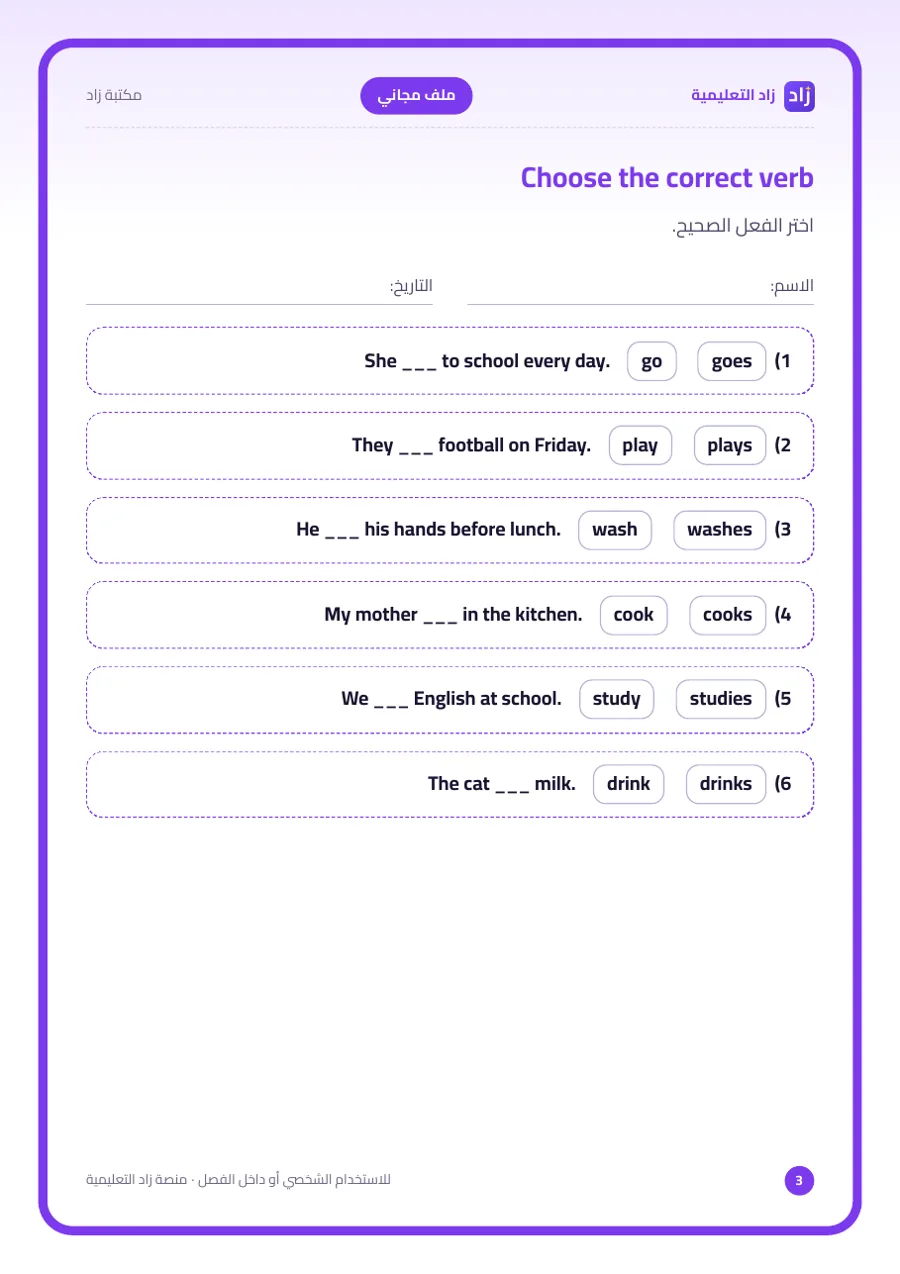 زاد زاد التعليمية ملف مجاني مكتبة زاد
Choose the correct verb
اختر الفعل الصحيح.
الاسم: التاريخ:
1) goes go She ___ to school every day.
2) plays play They ___ football on Friday.
3) washes wash He ___ his hands before lunch.
4) cooks cook My mother ___ in the kitchen.
5) studies study We ___ English at school.
6) drinks drink The cat ___ milk.
3 للاستخدام الشخصي أو داخل الفصل · منصة زاد التعليمية